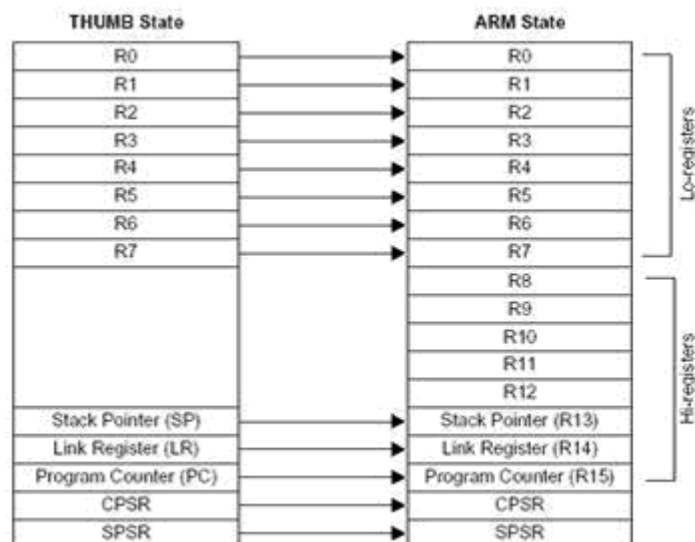 THUMB State ARM State
R0 R0
R1 R1
R2 R2
R3 R3
R4 R4
R5 R5
R6 R6
R7 R7
R8
R9
R10
R11
R12
Stack Pointer (SP) Stack Pointer (R13)
Link Register (LR) Link Register (R14)
Program Counter (PC) Program Counter (R15)
CPSR CPSR
SPSR SPSR
Lo-registers
Hi-registers